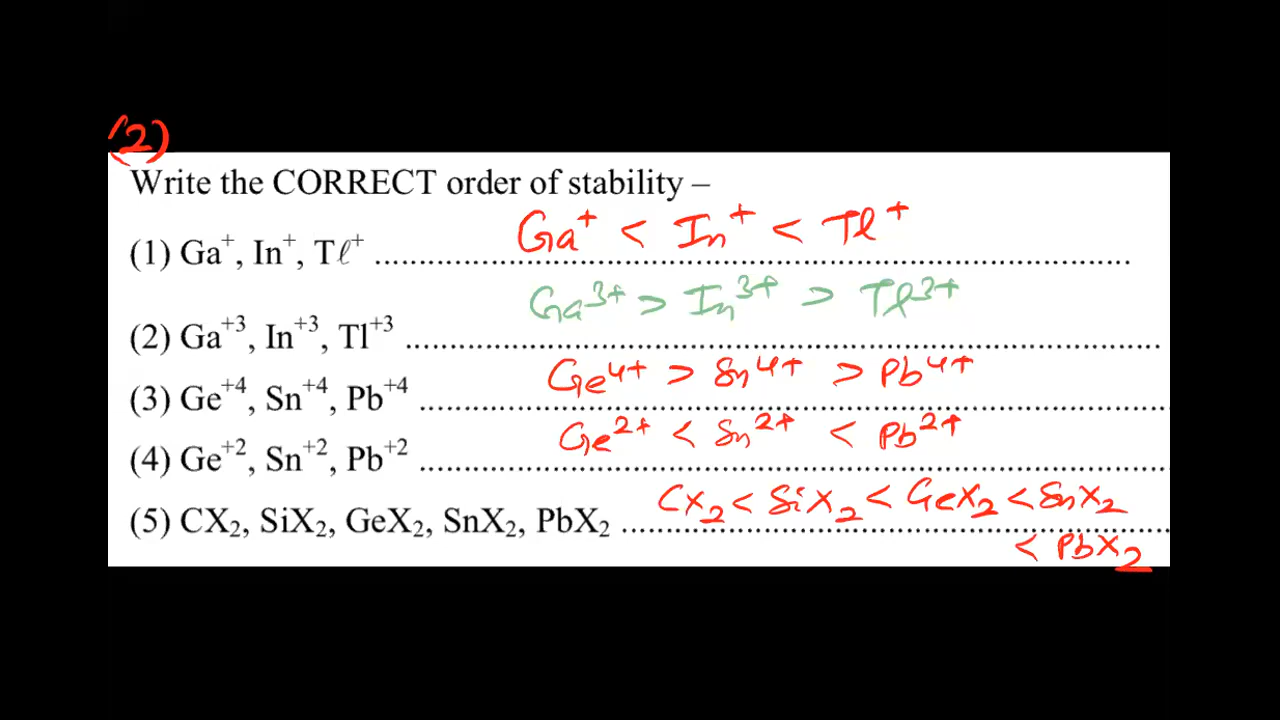 (2)
Write the CORRECT order of stability –
(1) Ga⁺, In⁺, Tℓ⁺ .......... Ga⁺ < In⁺ < Tl⁺
(2) Ga⁺³, In⁺³, Tl⁺³ .......... Ga³⁺ > In³⁺ > Tl³⁺
(3) Ge⁺⁴, Sn⁺⁴, Pb⁺⁴ .......... Ge⁴⁺ > Sn⁴⁺ > Pb⁴⁺
(4) Ge⁺², Sn⁺², Pb⁺² .......... Ge²⁺ < Sn²⁺ < Pb²⁺
(5) CX₂, SiX₂, GeX₂, SnX₂, PbX₂ .......... CX₂ < SiX₂ < GeX₂ < SnX₂
< PbX₂